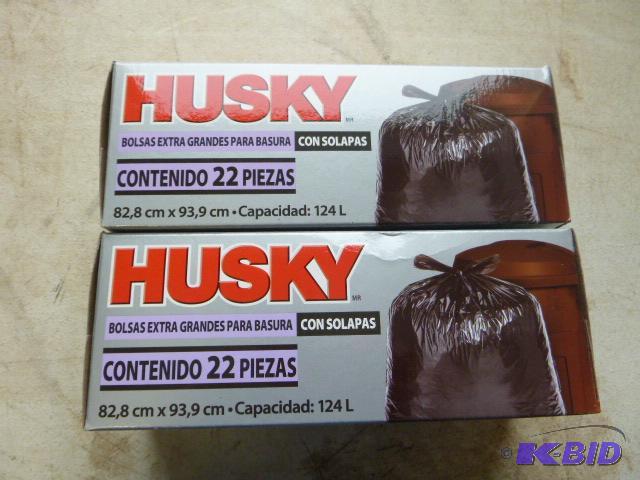 HUSKY
MR
BOLSAS EXTRA GRANDES PARA BASURA CON SOLAPAS
CONTENIDO 22 PIEZAS
82,8 cm x 93,9 cm • Capacidad: 124 L
HUSKY
MR
BOLSAS EXTRA GRANDES PARA BASURA CON SOLAPAS
CONTENIDO 22 PIEZAS
82,8 cm x 93,9 cm • Capacidad: 124 L
© K-BID